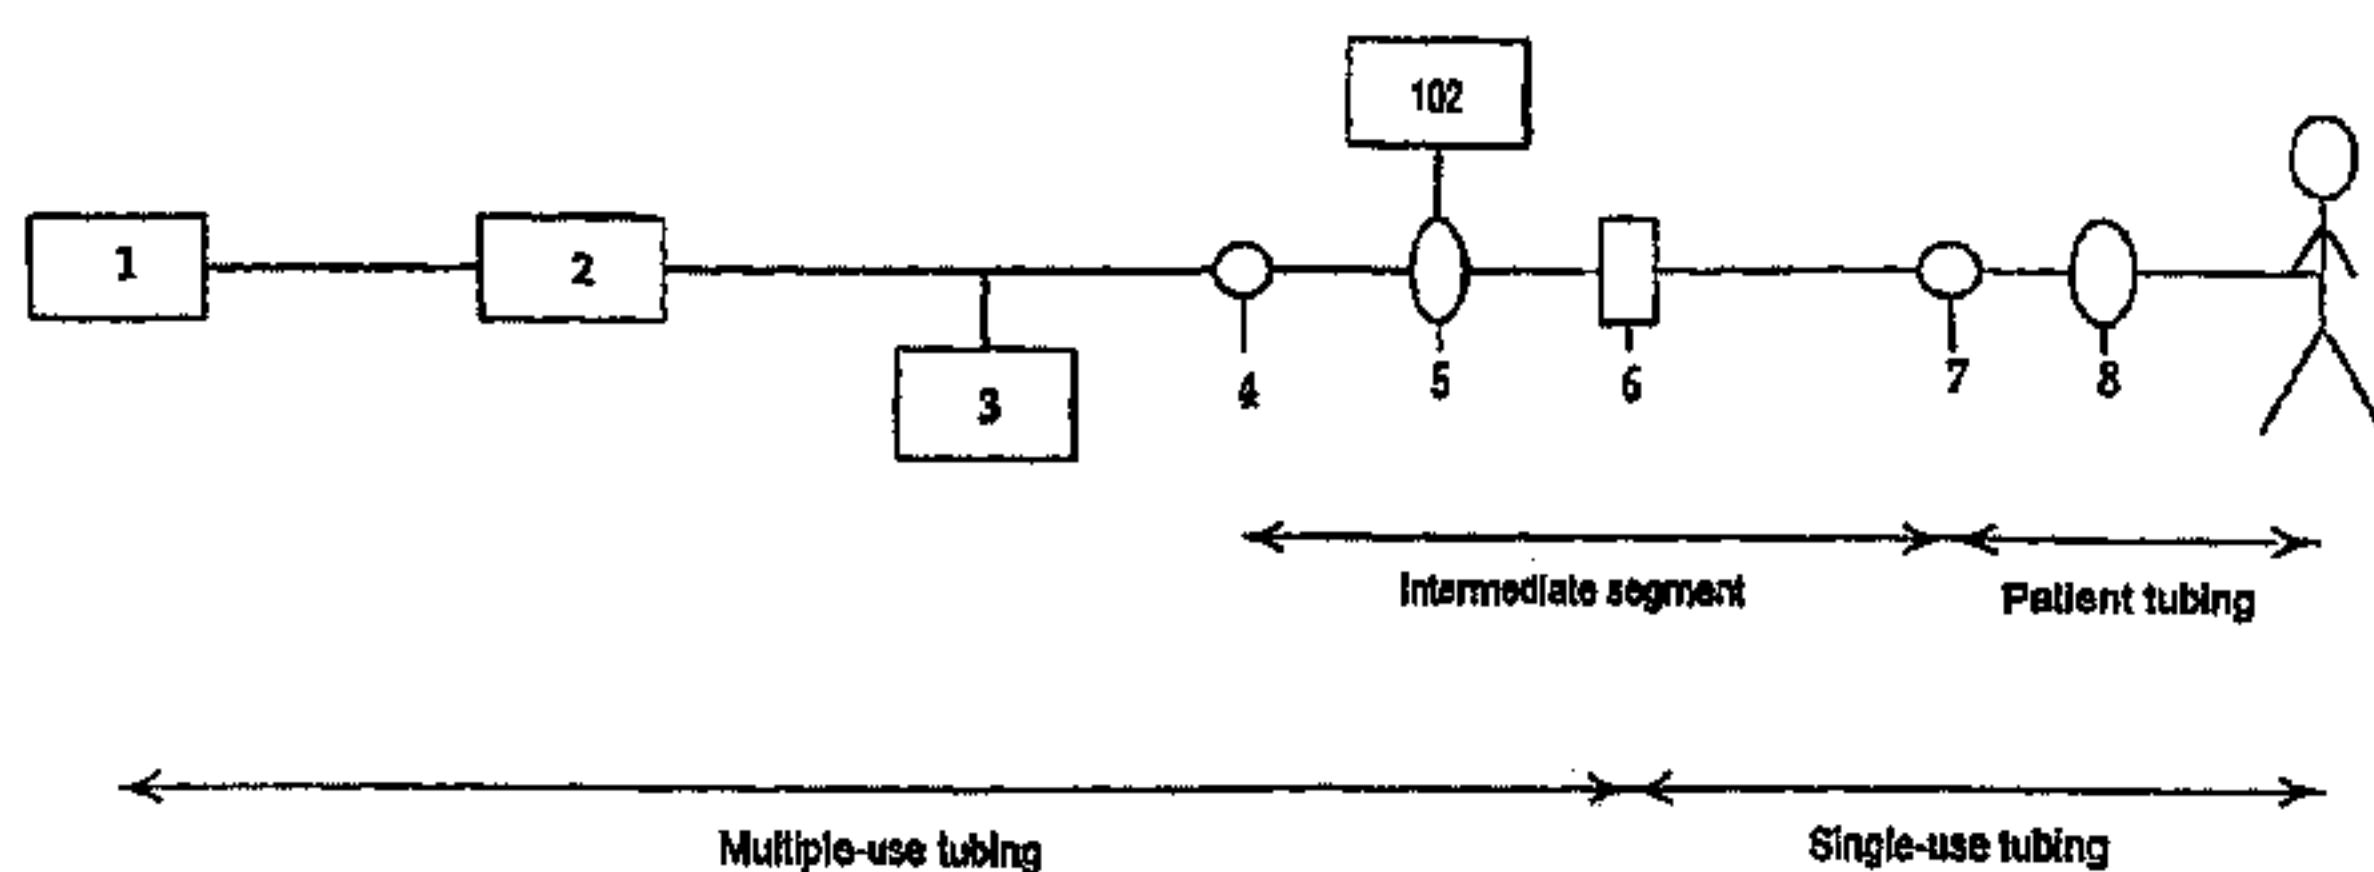 102
1
2
3
4
5
6
7
8
Intermediate segment
Patient tubing
Multiple-use tubing
Single-use tubing